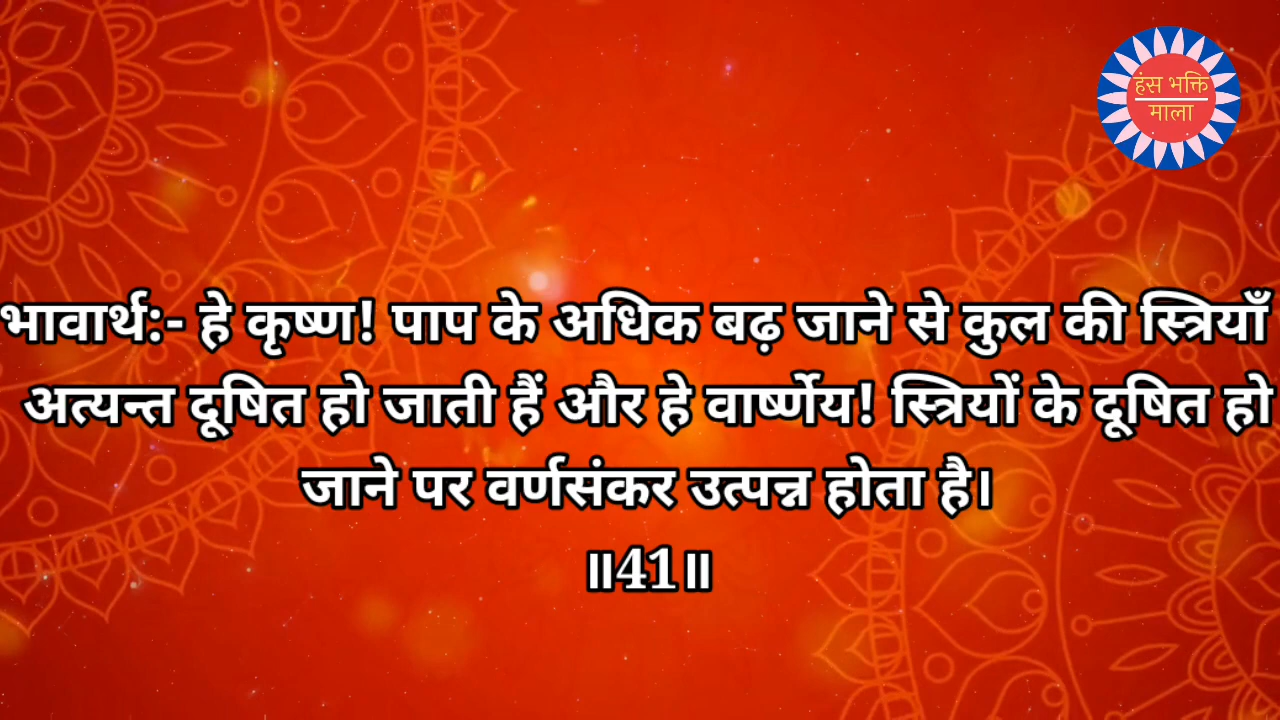 हंस भक्ति
माला
भावार्थ:- हे कृष्ण! पाप के अधिक बढ़ जाने से कुल की स्त्रियाँ
अत्यन्त दूषित हो जाती हैं और हे वार्ष्णेय! स्त्रियों के दूषित हो
जाने पर वर्णसंकर उत्पन्न होता है।
॥41॥